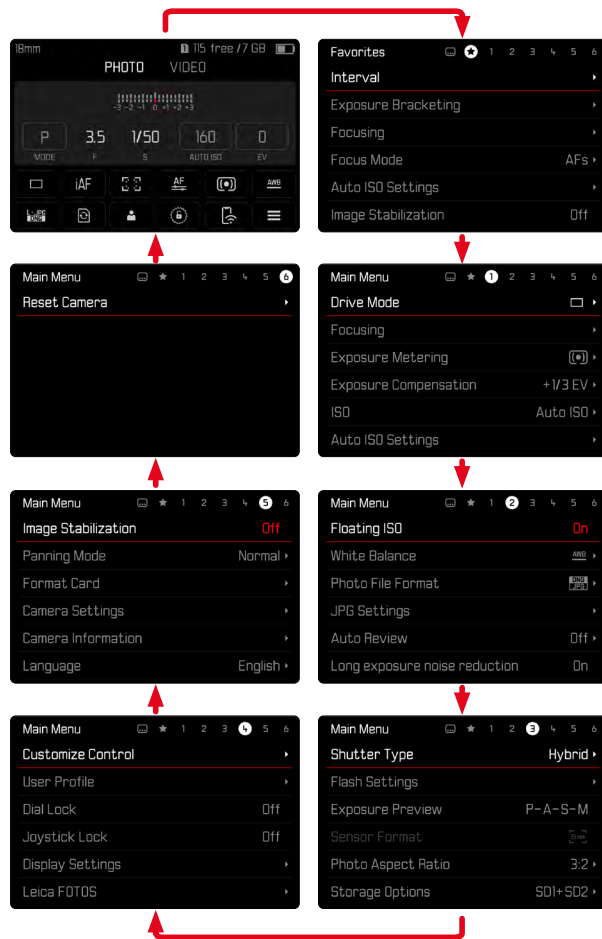 18mm 1 115 free / 7 GB
PHOTO VIDEO
-3 -2 -1 0 +1 +2 +3
P 3.5 1/50 160 0
MODE F S AUTO ISO EV
iAF AF AWB
L-JPG DNG
Favorites 1 2 3 4 5 6
Interval
Exposure Bracketing
Focusing
Focus Mode AFs
Auto ISO Settings
Image Stabilization Off
Main Menu 1 2 3 4 5 6
Reset Camera
Main Menu 1 2 3 4 5 6
Drive Mode
Focusing
Exposure Metering
Exposure Compensation +1/3 EV
ISO Auto ISO
Auto ISO Settings
Main Menu 1 2 3 4 5 6
Image Stabilization Off
Panning Mode Normal
Format Card
Camera Settings
Camera Information
Language English
Main Menu 1 2 3 4 5 6
Floating ISO On
White Balance AWB
Photo File Format DNG JPG
JPG Settings
Auto Review Off
Long exposure noise reduction On
Main Menu 1 2 3 4 5 6
Customize Control
User Profile
Dial Lock Off
Joystick Lock Off
Display Settings
Leica FOTOS
Main Menu 1 2 3 4 5 6
Shutter Type Hybrid
Flash Settings
Exposure Preview P-A-S-M
Sensor Format 35mm
Photo Aspect Ratio 3:2
Storage Options SD1+SD2